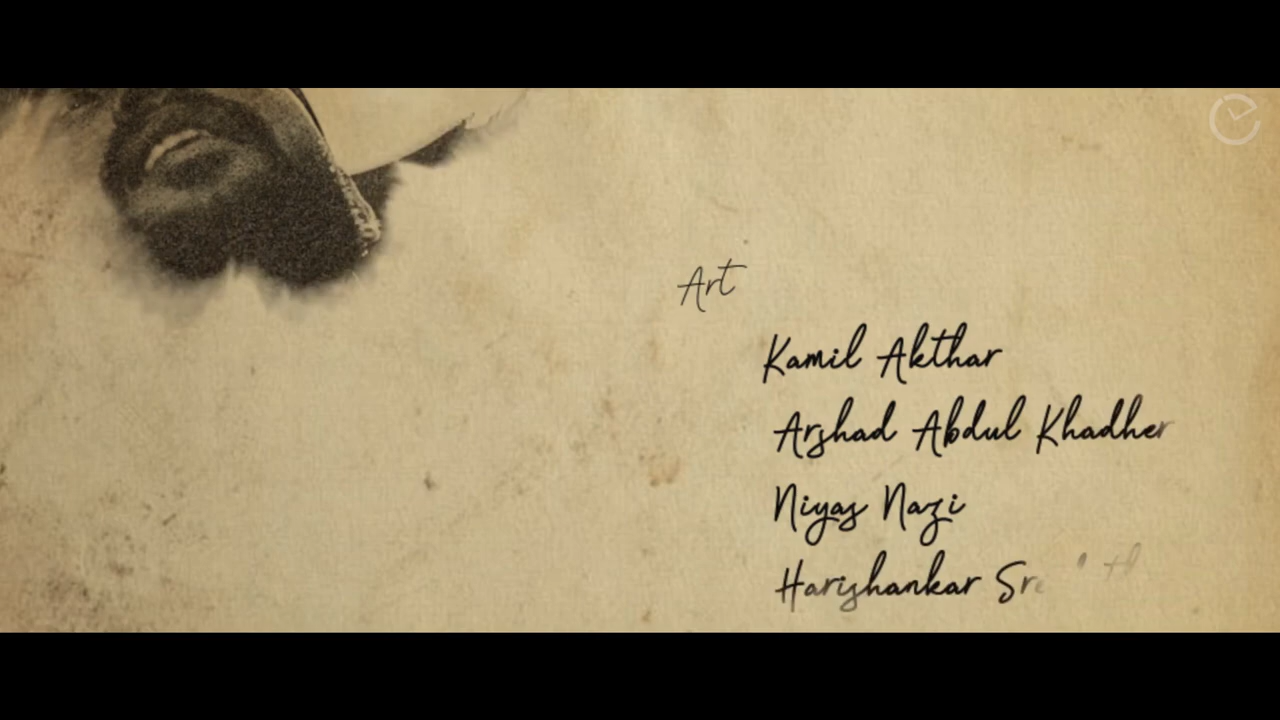 Art
Kamil Akthar
Arshad Abdul Khadher
Niyas Nazi
Harishankar